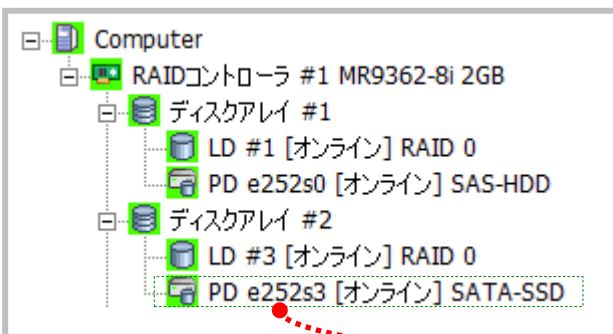 Computer
RAIDコントローラ #1 MR9362-8i 2GB
ディスクアレイ #1
LD #1 [オンライン] RAID 0
PD e252s0 [オンライン] SAS-HDD
ディスクアレイ #2
LD #3 [オンライン] RAID 0
PD e252s3 [オンライン] SATA-SSD